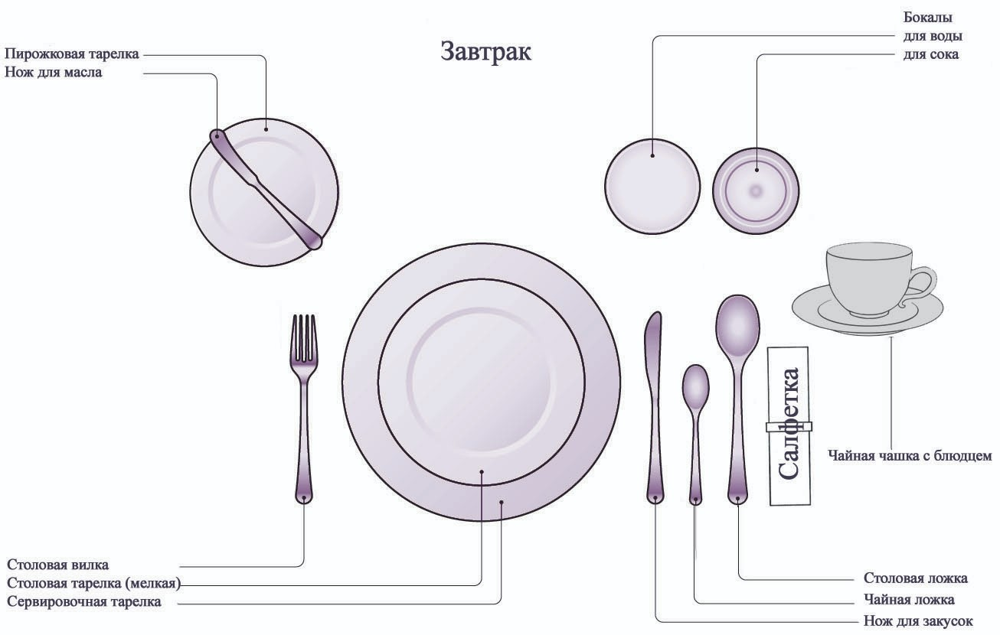 Завтрак
Пирожковая тарелка
Нож для масла
Бокалы
для воды
для сока
Салфетка
Чайная чашка с блюдцем
Столовая вилка
Столовая тарелка (мелкая)
Сервировочная тарелка
Столовая ложка
Чайная ложка
Нож для закусок